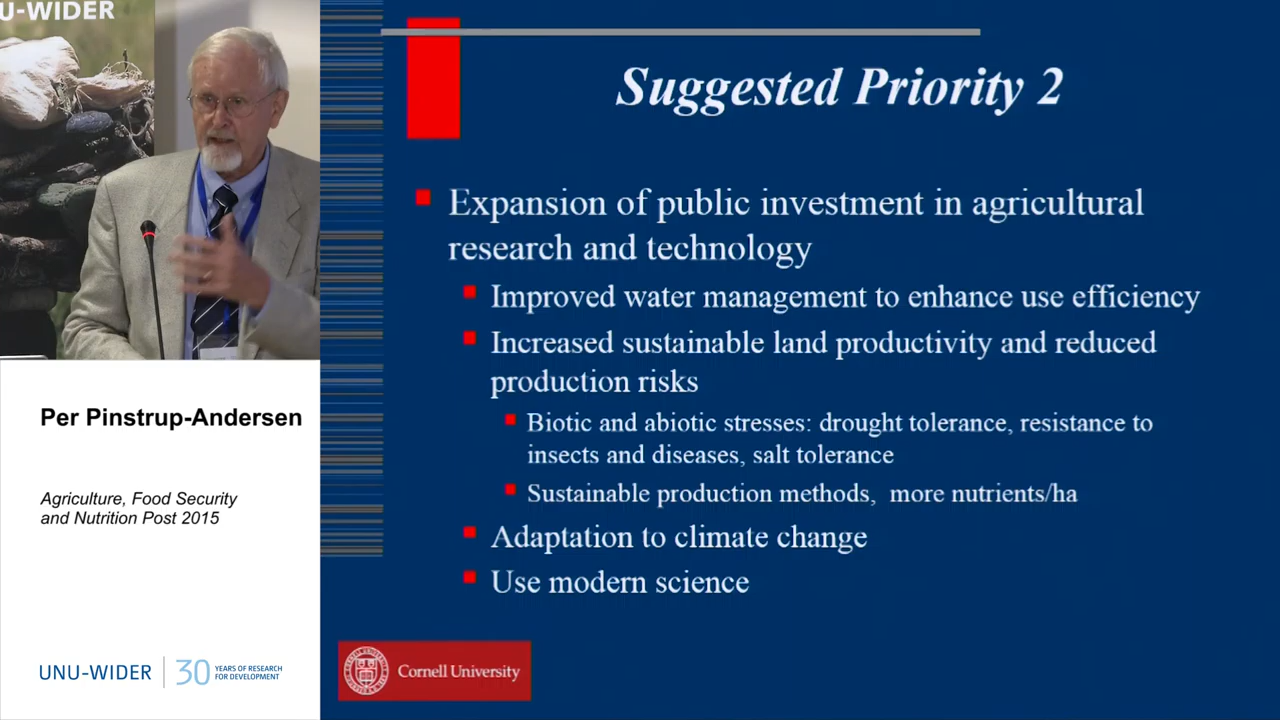 U-WIDER
Per Pinstrup-Andersen
Agriculture, Food Security
and Nutrition Post 2015
UNU-WIDER
30
YEARS OF RESEARCH
FOR DEVELOPMENT
Suggested Priority 2
Expansion of public investment in agricultural
research and technology
Improved water management to enhance use efficiency
Increased sustainable land productivity and reduced
production risks
Biotic and abiotic stresses: drought tolerance, resistance to
insects and diseases, salt tolerance
Sustainable production methods, more nutrients/ha
Adaptation to climate change
Use modern science
Cornell University